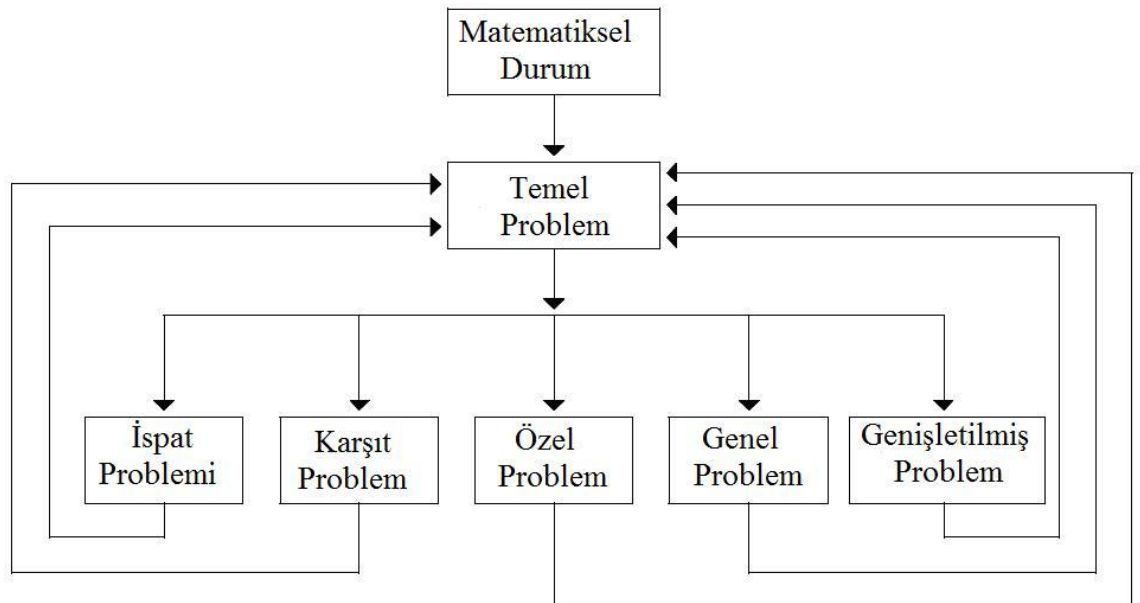 Matematiksel
Durum
Temel
Problem
İspat
Problemi
Karşıt
Problem
Özel
Problem
Genel
Problem
Genişletilmiş
Problem